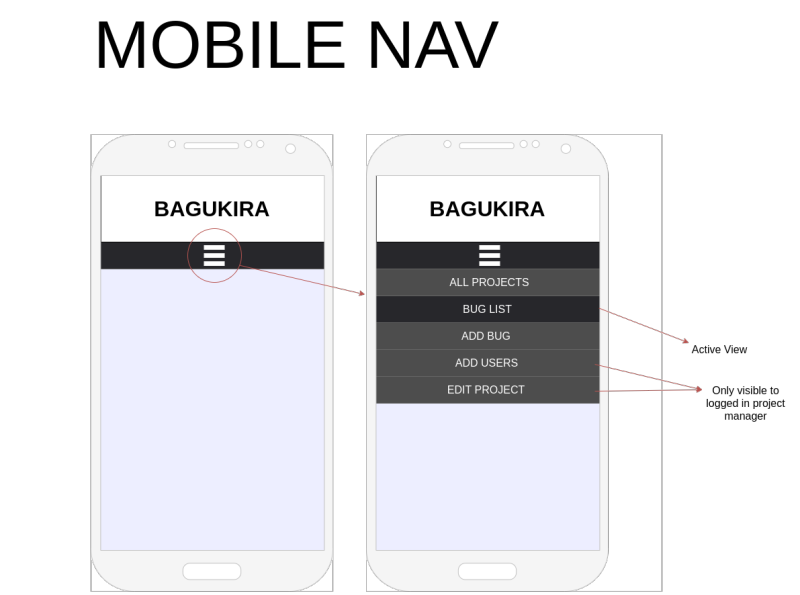 MOBILE NAV
BAGUKIRA
BAGUKIRA
ALL PROJECTS
BUG LIST
ADD BUG
ADD USERS
EDIT PROJECT
Active View
Only visible to
logged in project
manager